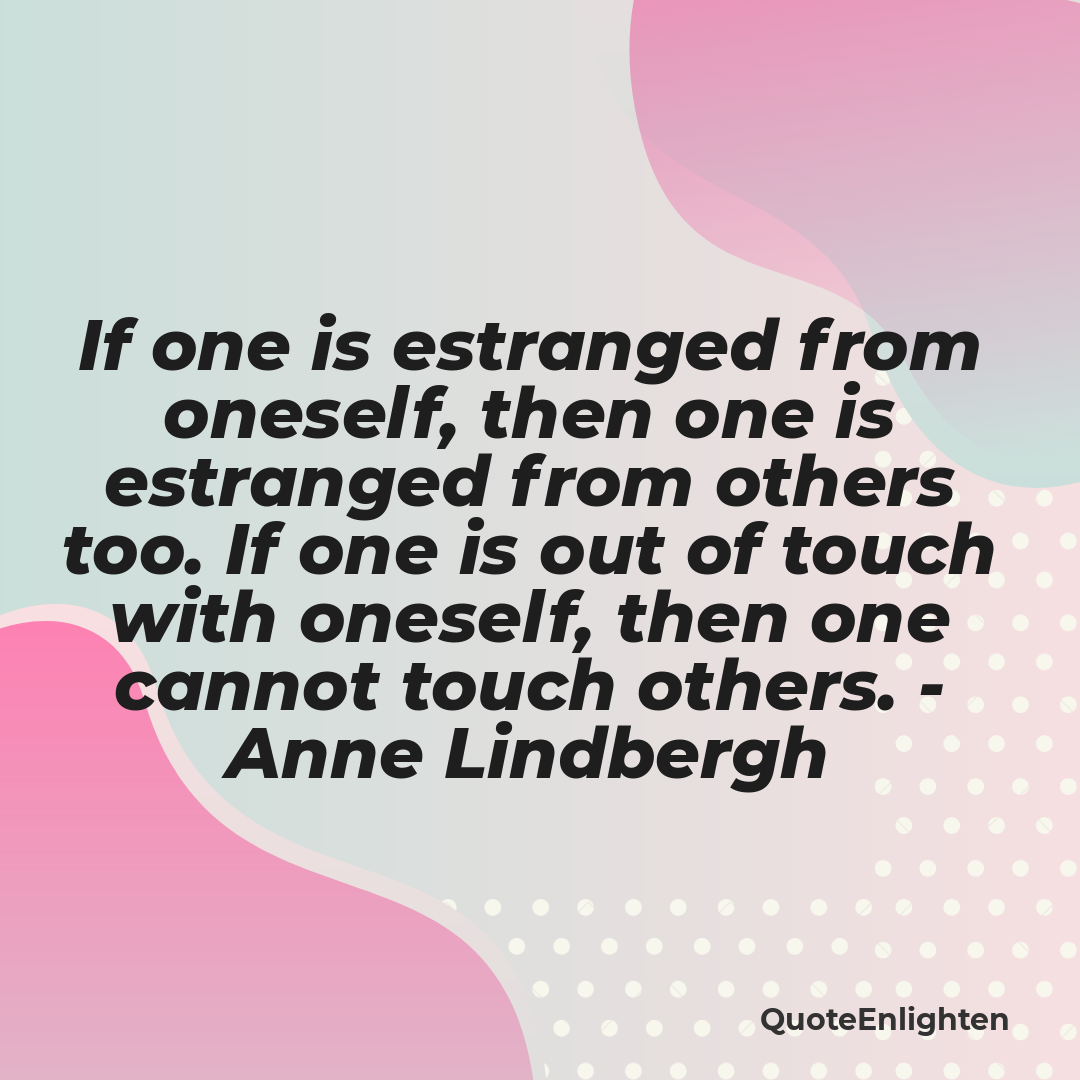 If one is estranged from
oneself, then one is
estranged from others
too. If one is out of touch
with oneself, then one
cannot touch others. -
Anne Lindbergh
QuoteEnlighten